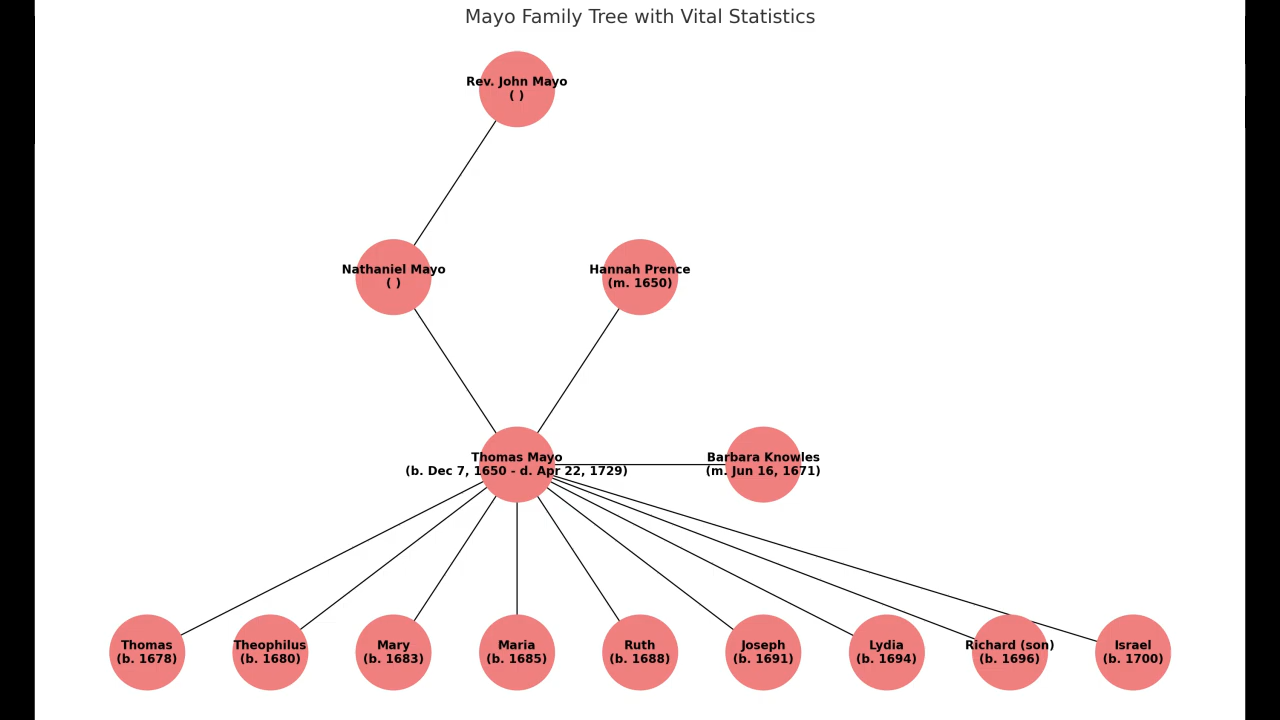 Mayo Family Tree with Vital Statistics
Rev. John Mayo
( )
Nathaniel Mayo
( )
Hannah Prence
(m. 1650)
Thomas Mayo
(b. Dec 7, 1650 - d. Apr 22, 1729)
Barbara Knowles
(m. Jun 16, 1671)
Thomas
(b. 1678)
Theophilus
(b. 1680)
Mary
(b. 1683)
Maria
(b. 1685)
Ruth
(b. 1688)
Joseph
(b. 1691)
Lydia
(b. 1694)
Richard (son)
(b. 1696)
Israel
(b. 1700)